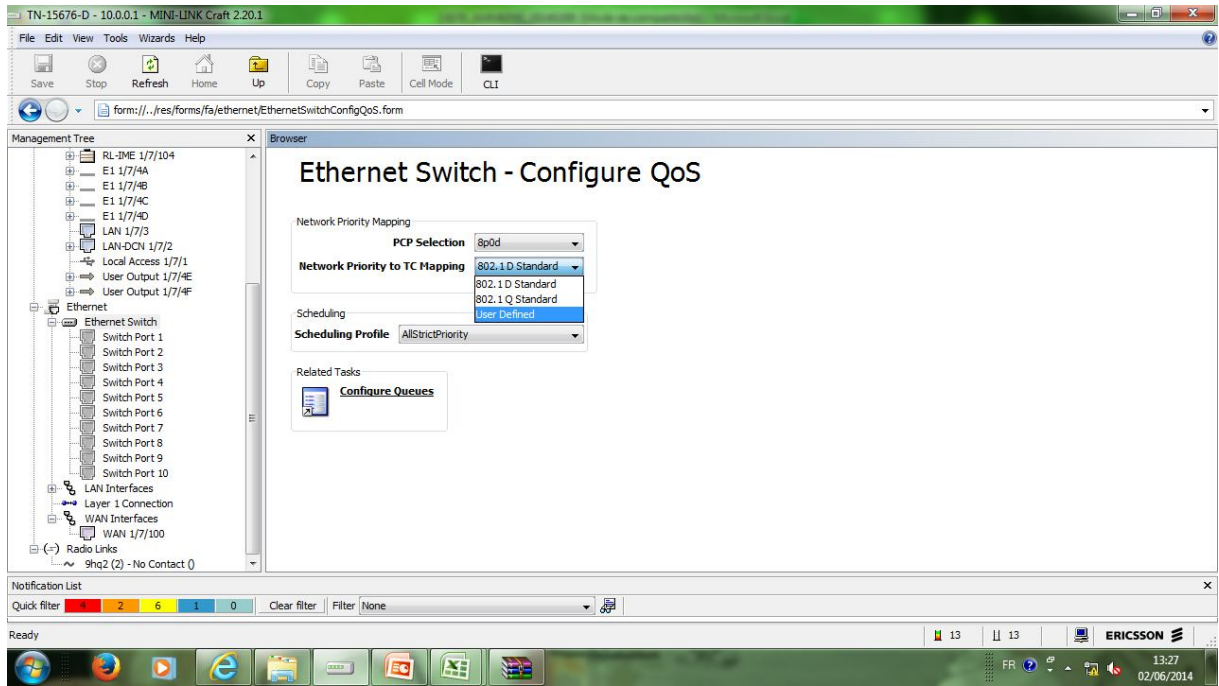 TN-15676-D - 10.0.0.1 - MINI-LINK Craft 2.20.1
File Edit View Tools Wizards Help
Save Stop Refresh Home Up Copy Paste Cell Mode CLI
form://../res/forms/fa/ethernet/EthernetSwitchConfigQoS.form
Management Tree
RL-IME 1/7/104
E1 1/7/4A
E1 1/7/4B
E1 1/7/4C
E1 1/7/4D
LAN 1/7/3
LAN-DCN 1/7/2
Local Access 1/7/1
User Output 1/7/4E
User Output 1/7/4F
Ethernet
Ethernet Switch
Switch Port 1
Switch Port 2
Switch Port 3
Switch Port 4
Switch Port 5
Switch Port 6
Switch Port 7
Switch Port 8
Switch Port 9
Switch Port 10
LAN Interfaces
Layer 1 Connection
WAN Interfaces
WAN 1/7/100
Radio Links
9hq2 (2) - No Contact ()
Browser
Ethernet Switch - Configure QoS
Network Priority Mapping
PCP Selection 8p0d
Network Priority to TC Mapping 802.1D Standard
802.1D Standard
802.1Q Standard
User Defined
Scheduling
Scheduling Profile AllStrictPriority
Related Tasks
Configure Queues
Notification List
Quick filter 4 2 6 1 0 Clear filter Filter None
Ready 13 13 ERICSSON
FR 13:27
02/06/2014